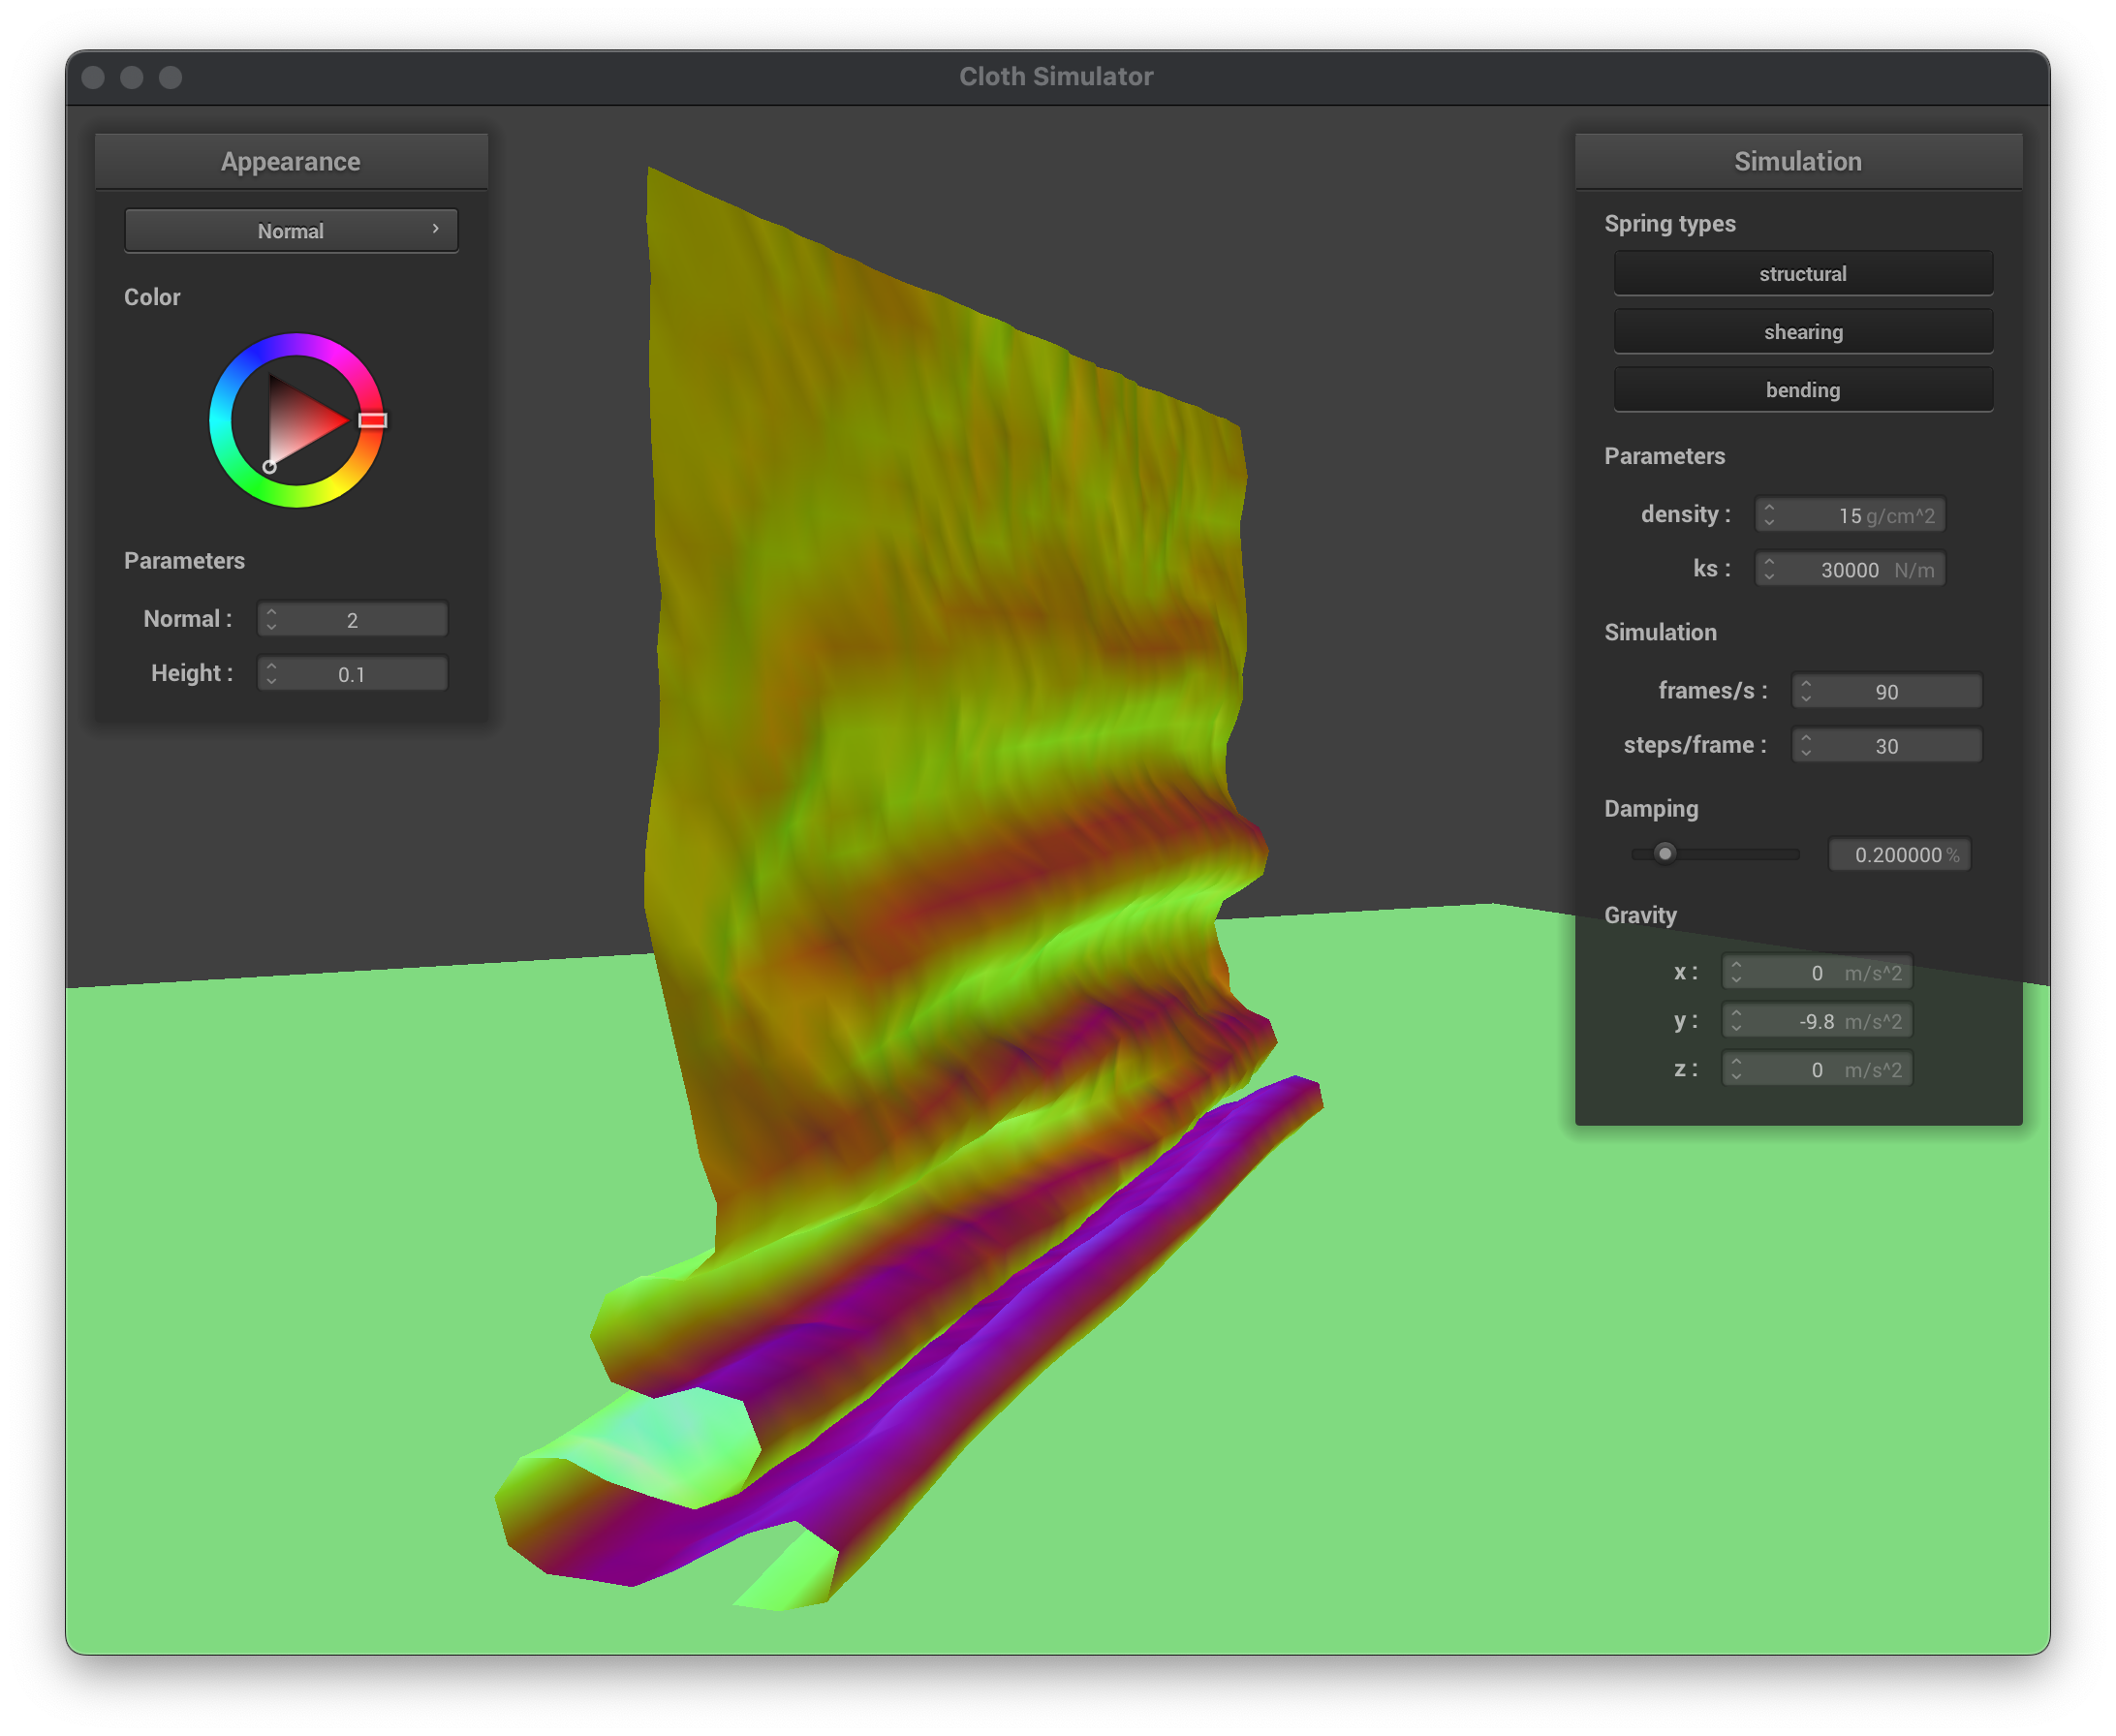 Cloth Simulator
Appearance
Normal
Color
Parameters
Normal : 2
Height : 0.1
Simulation
Spring types
structural
shearing
bending
Parameters
density : 15 g/cm^2
ks : 30000 N/m
Simulation
frames/s : 90
steps/frame : 30
Damping
0.200000 %
Gravity
x : 0 m/s^2
y : -9.8 m/s^2
z : 0 m/s^2